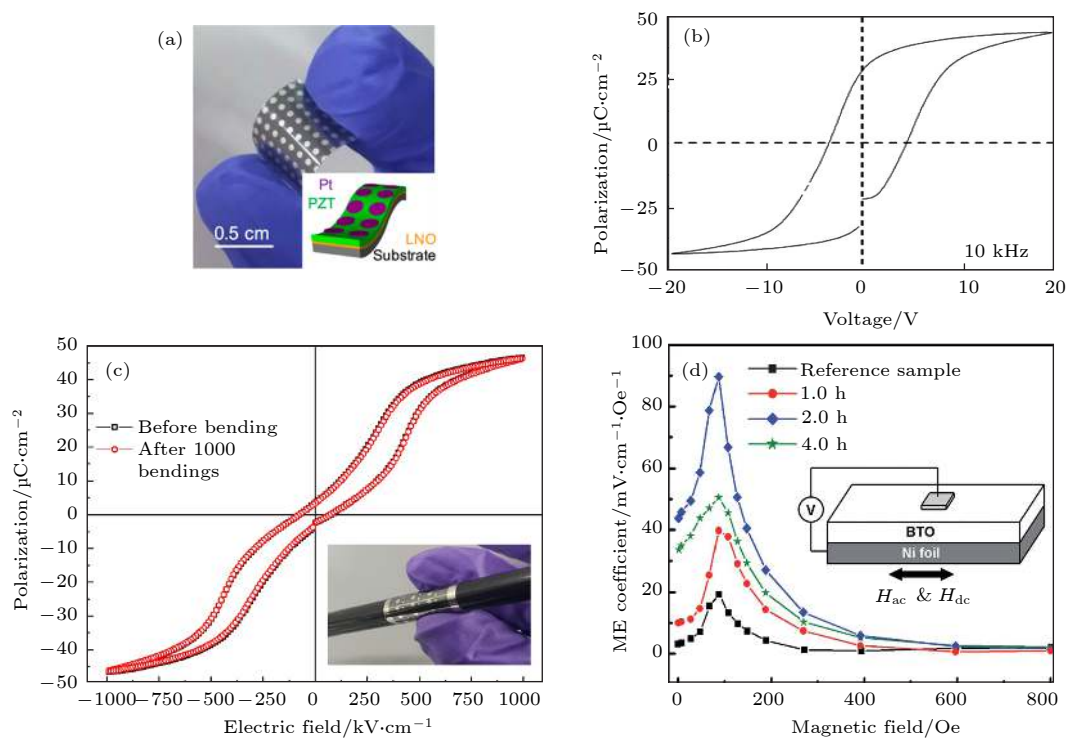 (a)
Pt
PZT
LNO
Substrate
0.5 cm
(b)
Polarization/μC·cm⁻²
50
25
0
−25
−50
−20
−10
0
10
20
10 kHz
Voltage/V
(c)
Polarization/μC·cm⁻²
50
40
30
20
10
0
−10
−20
−30
−40
−50
Before bending
After 1000
bendings
−1000 −750 −500 −250 0 250 500 750 1000
Electric field/kV·cm⁻¹
(d)
ME coefficient/mV·cm⁻¹·Oe⁻¹
100
80
60
40
20
0
Reference sample
1.0 h
2.0 h
4.0 h
V
BTO
Ni foil
Hac & Hdc
0 200 400 600 800
Magnetic field/Oe